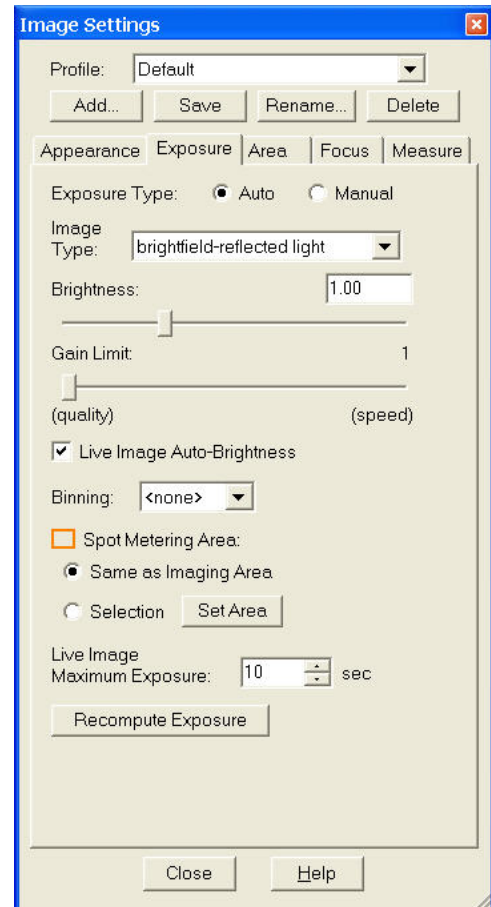 Image Settings
Profile: Default
Add... Save Rename... Delete
Appearance Exposure Area Focus Measure
Exposure Type: Auto Manual
Image
Type: brightfield-reflected light
Brightness: 1.00
Gain Limit: 1
(quality) (speed)
Live Image Auto-Brightness
Binning: <none>
Spot Metering Area:
Same as Imaging Area
Selection Set Area
Live Image
Maximum Exposure: 10 sec
Recompute Exposure
Close Help